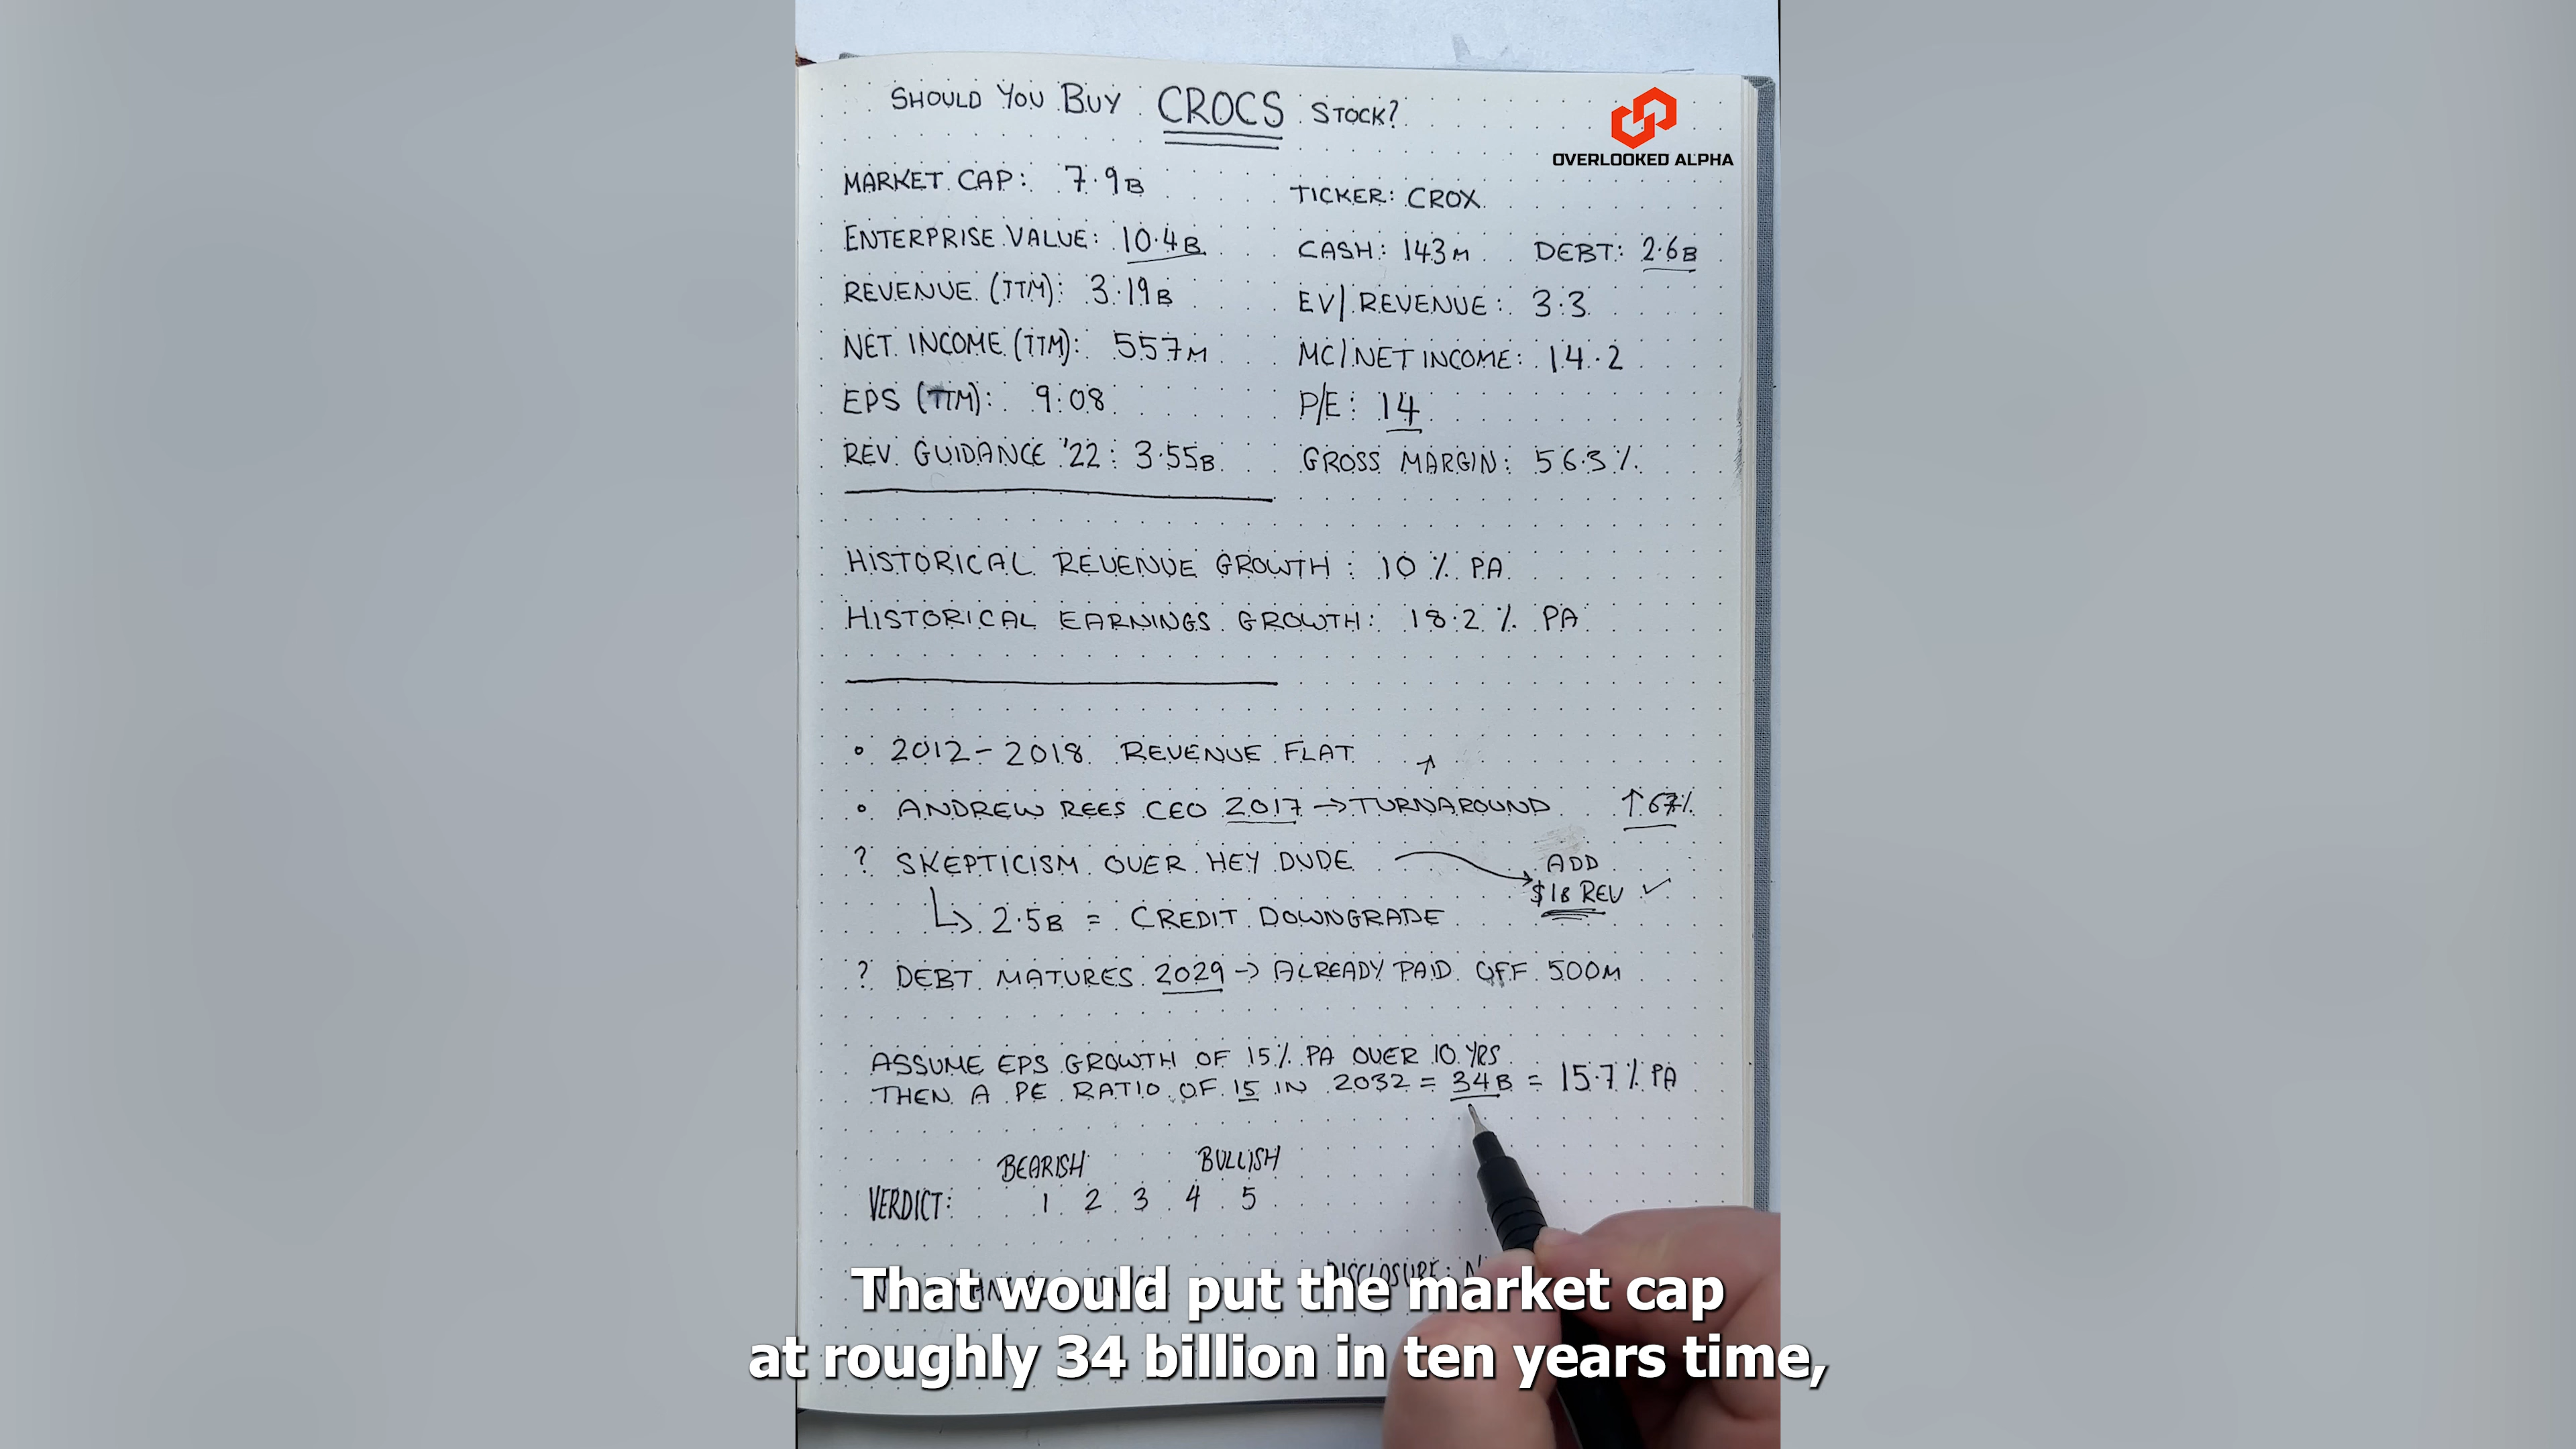 SHOULD YOU BUY CROCS STOCK?
OVERLOOKED ALPHA
MARKET CAP: 7.9B
TICKER: CROX
ENTERPRISE VALUE: 10.4B
CASH: 143M DEBT: 2.6B
REVENUE (TTM): 3.19B
EV/REVENUE: 3.3
NET INCOME (TTM): 557M
MC/NET INCOME: 14.2
EPS (TTM): 9.08
P/E: 14
REV. GUIDANCE '22: 3.55B
GROSS MARGIN: 56.3%
HISTORICAL REVENUE GROWTH: 10% PA
HISTORICAL EARNINGS GROWTH: 18.2% PA
• 2012-2018 REVENUE FLAT ↑
• ANDREW REES CEO 2017 → TURNAROUND ↑67%
? SKEPTICISM OVER HEY DUDE → ADD
$1B REV ✓
↳ 2.5B = CREDIT DOWNGRADE
? DEBT MATURES 2029 → ALREADY PAID OFF 500M
ASSUME EPS GROWTH OF 15% PA OVER 10 YRS
THEN A PE RATIO OF 15 IN 2032 = 34B = 15.7% PA
BEARISH BULLISH
VERDICT: 1 2 3 4 5
DISCLOSURE:
That would put the market cap
at roughly 34 billion in ten years time,